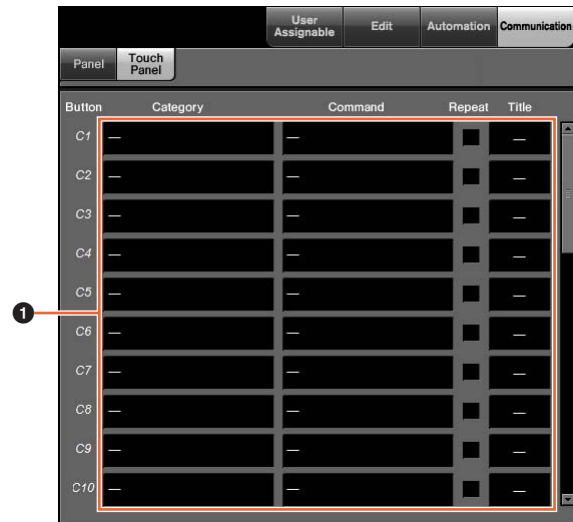 User Assignable Edit Automation Communication
Panel Touch Panel
Button Category Command Repeat Title
C1 — — —
C2 — — —
C3 — — —
C4 — — —
C5 — — —
1 C6 — — —
C7 — — —
C8 — — —
C9 — — —
C10 — — —